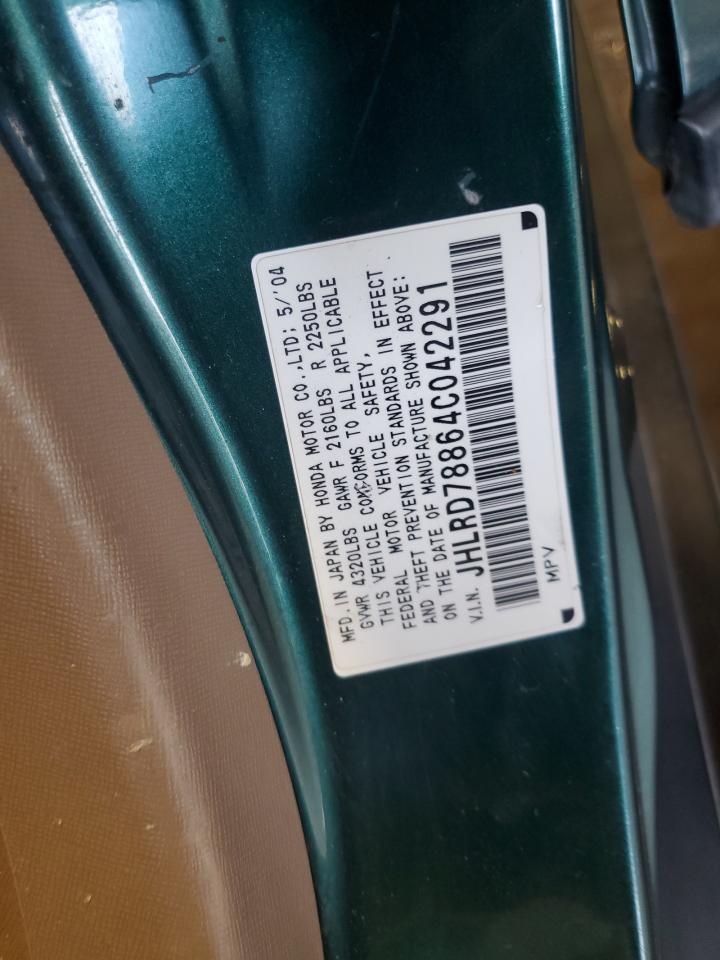 MFD. IN JAPAN BY HONDA MOTOR CO.,LTD; 5/'04
GVWR 4320LBS GAWR F 2160LBS R 2250LBS
THIS VEHICLE CONFORMS TO ALL APPLICABLE
FEDERAL MOTOR VEHICLE SAFETY,
AND THEFT PREVENTION STANDARDS IN EFFECT
ON THE DATE OF MANUFACTURE SHOWN ABOVE:
V.I.N. JHLRD78864C042291
MPV